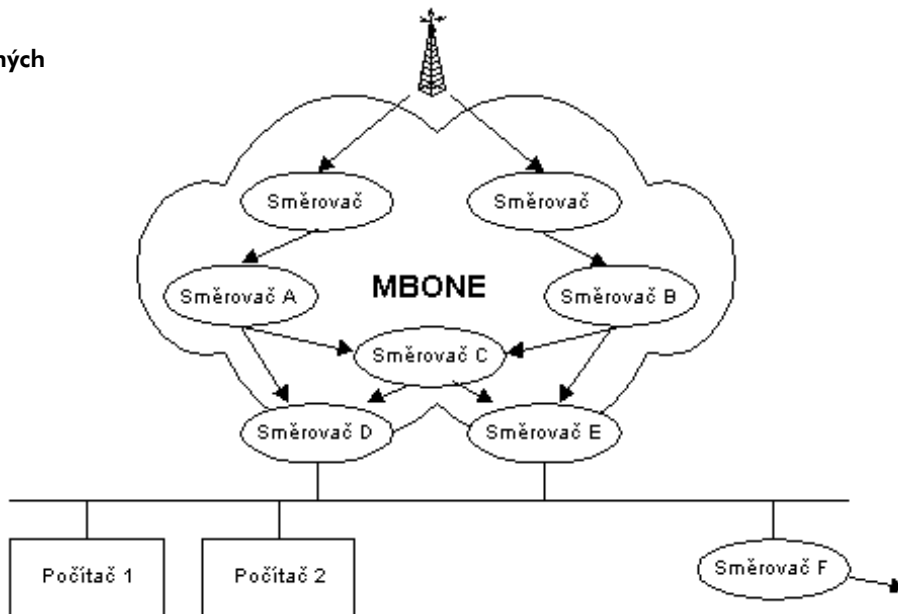 ných
Směrovač
Směrovač
Směrovač A
MBONE
Směrovač B
Směrovač C
Směrovač D
Směrovač E
Počítač 1
Počítač 2
Směrovač F